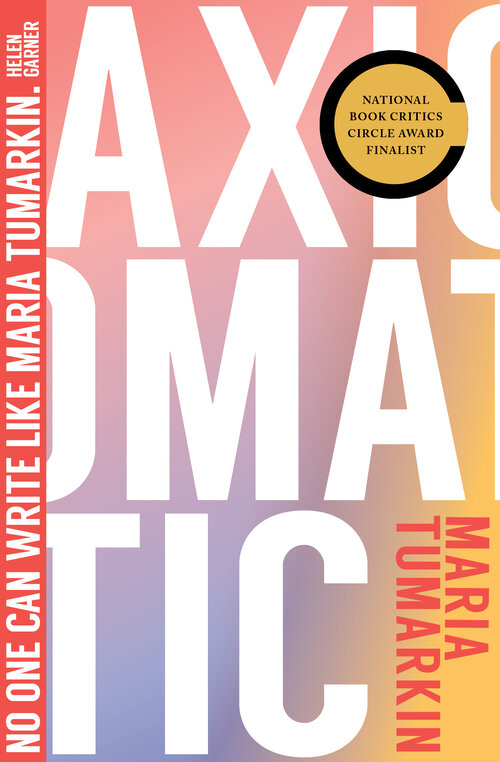 NO ONE CAN WRITE LIKE MARIA TUMARKIN.
HELEN
GARNER
AXIO
OMAT
TIC
NATIONAL
BOOK CRITICS
CIRCLE AWARD
FINALIST
MARIA
TUMARKIN